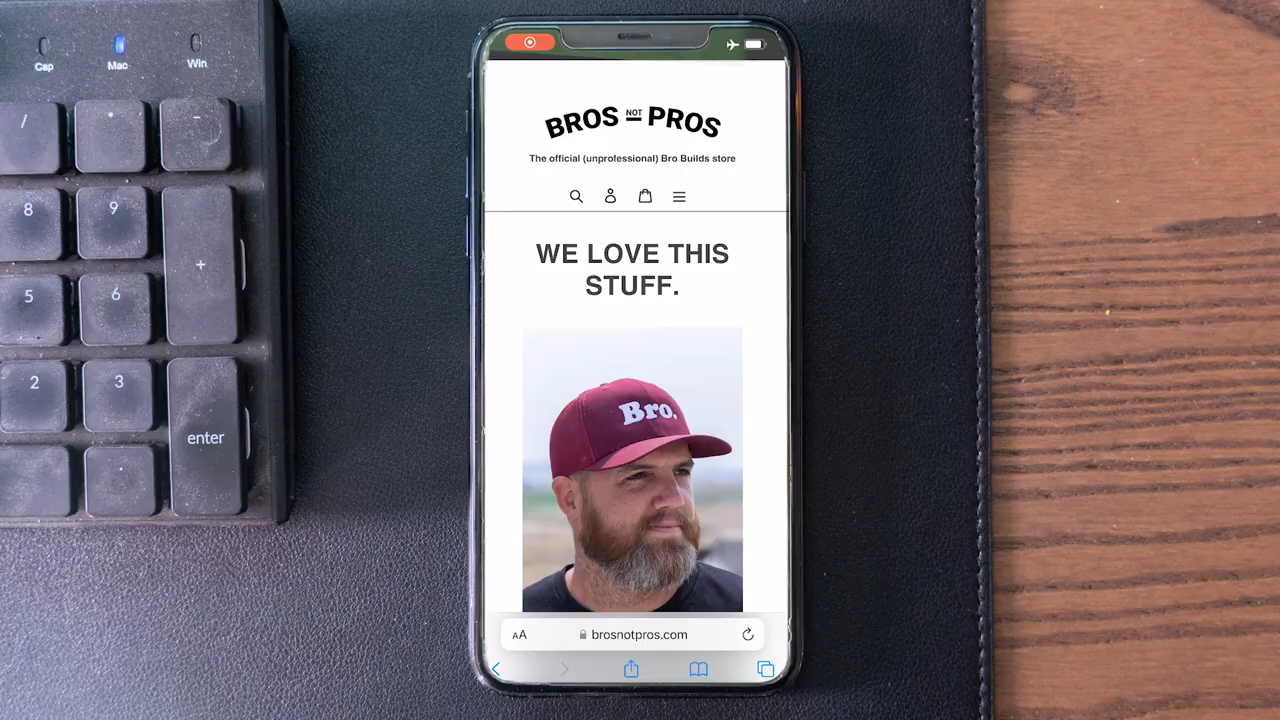 Cap Mac Win
/ * -
8 9
+
5 6
2 3
enter
.
BROS NOT PROS
The official (unprofessional) Bro Builds store
WE LOVE THIS
STUFF.
Bro.
AA brosnotpros.com